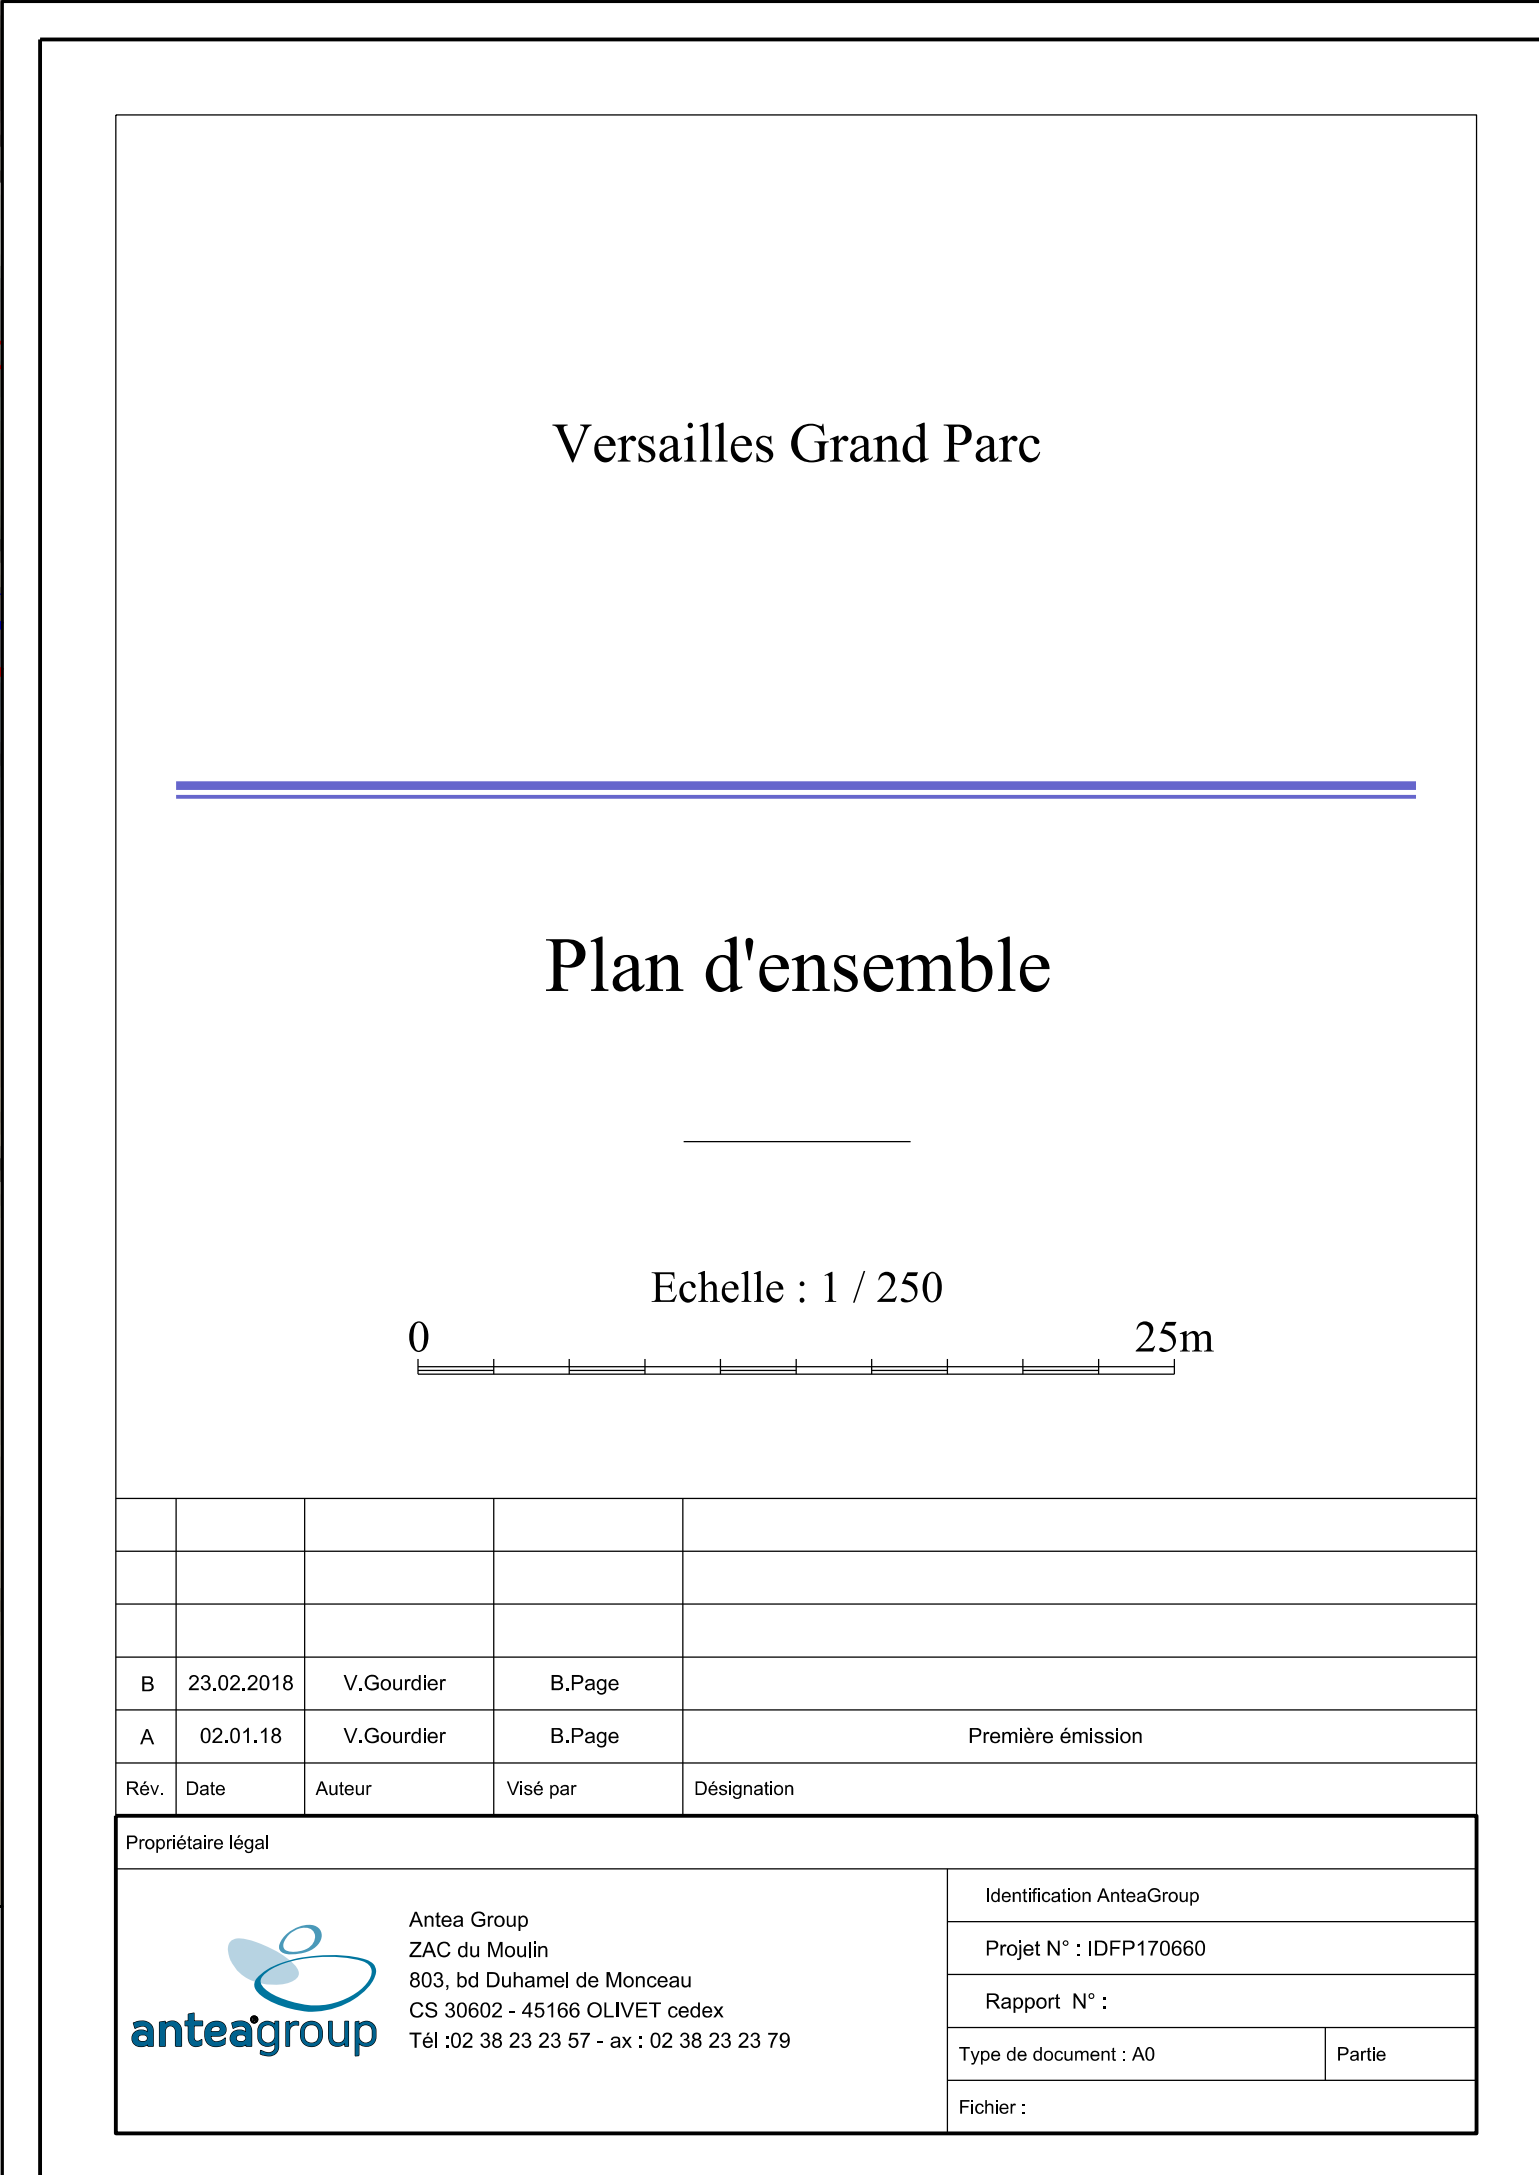 Versailles Grand Parc
Plan d'ensemble
Echelle : 1 / 250
0 25m
B 23.02.2018 V.Gourdier B.Page
A 02.01.18 V.Gourdier B.Page Première émission
Rév. Date Auteur Visé par Désignation
Propriétaire légal
anteagroup
Antea Group
ZAC du Moulin
803, bd Duhamel de Monceau
CS 30602 - 45166 OLIVET cedex
Tél :02 38 23 23 57 - ax : 02 38 23 23 79
Identification AnteaGroup
Projet N° : IDFP170660
Rapport N° :
Type de document : A0 Partie
Fichier :